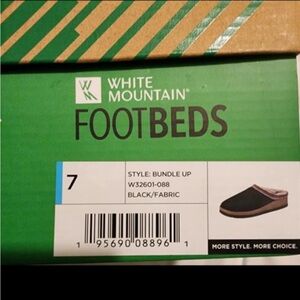 WHITE
MOUNTAIN®
FOOTBEDS
7
STYLE: BUNDLE UP
W32601-088
BLACK/FABRIC
1 95690 08896 1
MORE STYLE. MORE CHOICE.